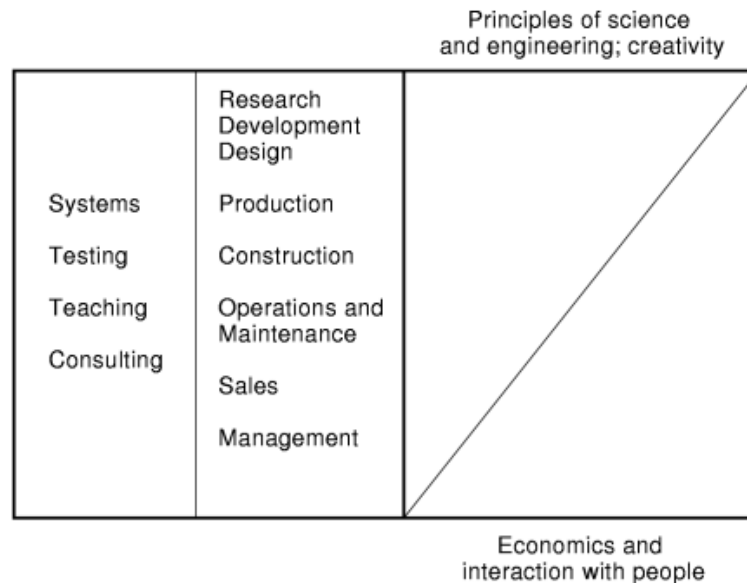 Principles of science
and engineering; creativity
Systems
Testing
Teaching
Consulting
Research
Development
Design
Production
Construction
Operations and
Maintenance
Sales
Management
Economics and
interaction with people